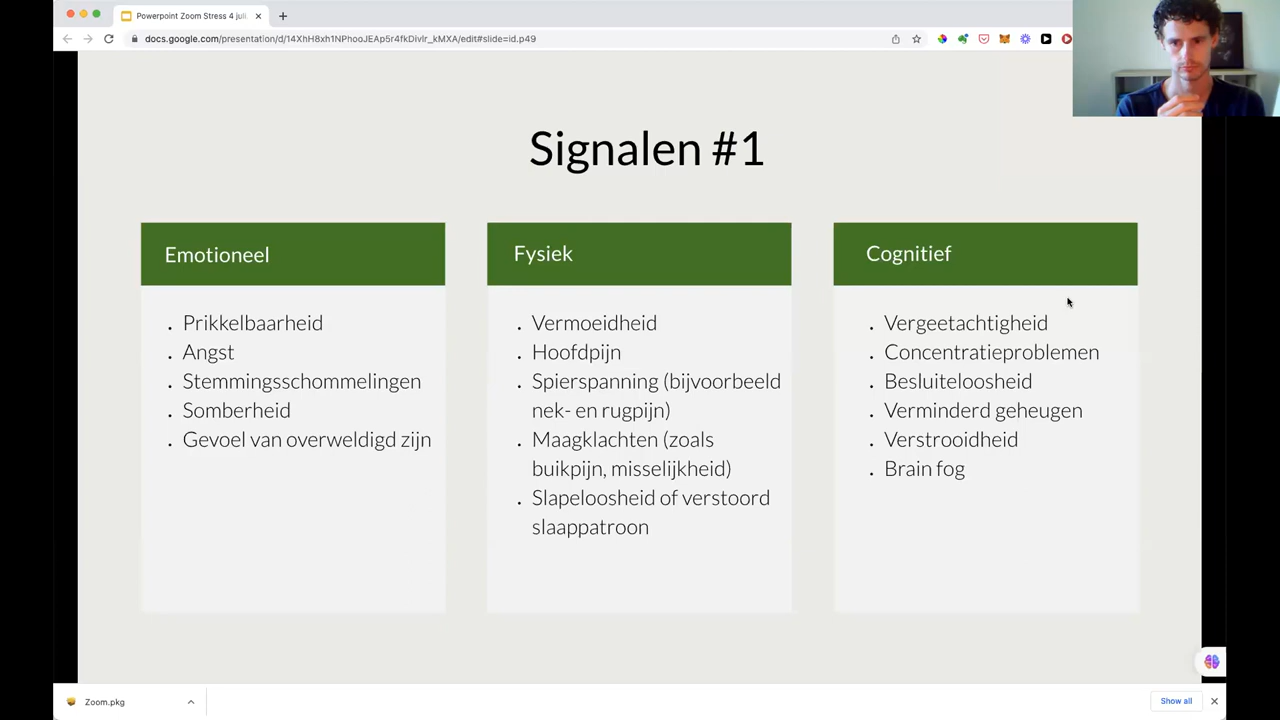 Powerpoint Zoom Stress 4 juli
docs.google.com/presentation/d/14XhH8xh1NPhooJEAp5r4fkDivIr_kMXA/edit#slide=id.p49
Signalen #1
Emotioneel
Prikkelbaarheid
Angst
Stemmingsschommelingen
Somberheid
Gevoel van overweldigd zijn
Fysiek
Vermoeidheid
Hoofdpijn
Spierspanning (bijvoorbeeld
nek- en rugpijn)
Maagklachten (zoals
buikpijn, misselijkheid)
Slapeloosheid of verstoord
slaappatroon
Cognitief
Vergeetachtigheid
Concentratieproblemen
Besluiteloosheid
Verminderd geheugen
Verstrooidheid
Brain fog
Zoom.pkg
Show all